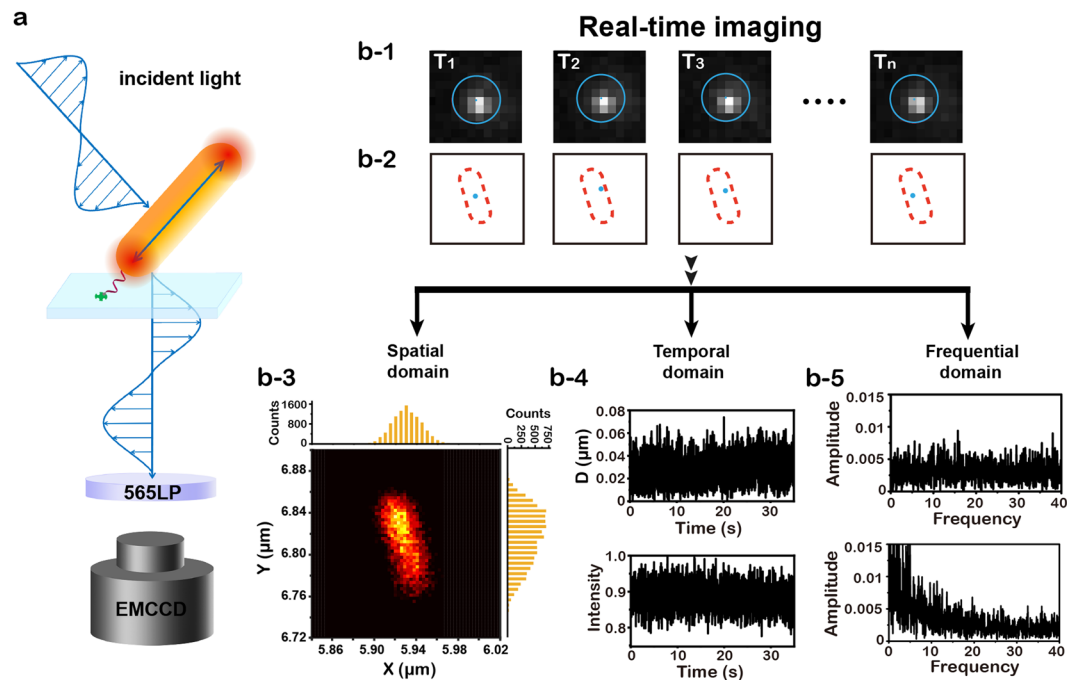 a
incident light
565LP
EMCCD
Real-time imaging
b-1
T1
T2
T3
Tn
b-2
Spatial
domain
Temporal
domain
Frequential
domain
b-3
Counts
1600
800
0
Counts
0
250
500
750
Y (μm)
6.88
6.84
6.80
6.76
6.72
5.86 5.90 5.94 5.98 6.02
X (μm)
b-4
D (μm)
0.08
0.06
0.04
0.02
0
0 10 20 30
Time (s)
Intensity
1.0
0.9
0.8
0 10 20 30
Time (s)
b-5
Amplitude
0.015
0.01
0.005
0
0 10 20 30 40
Frequency
Amplitude
0.015
0.01
0.005
0
0 10 20 30 40
Frequency